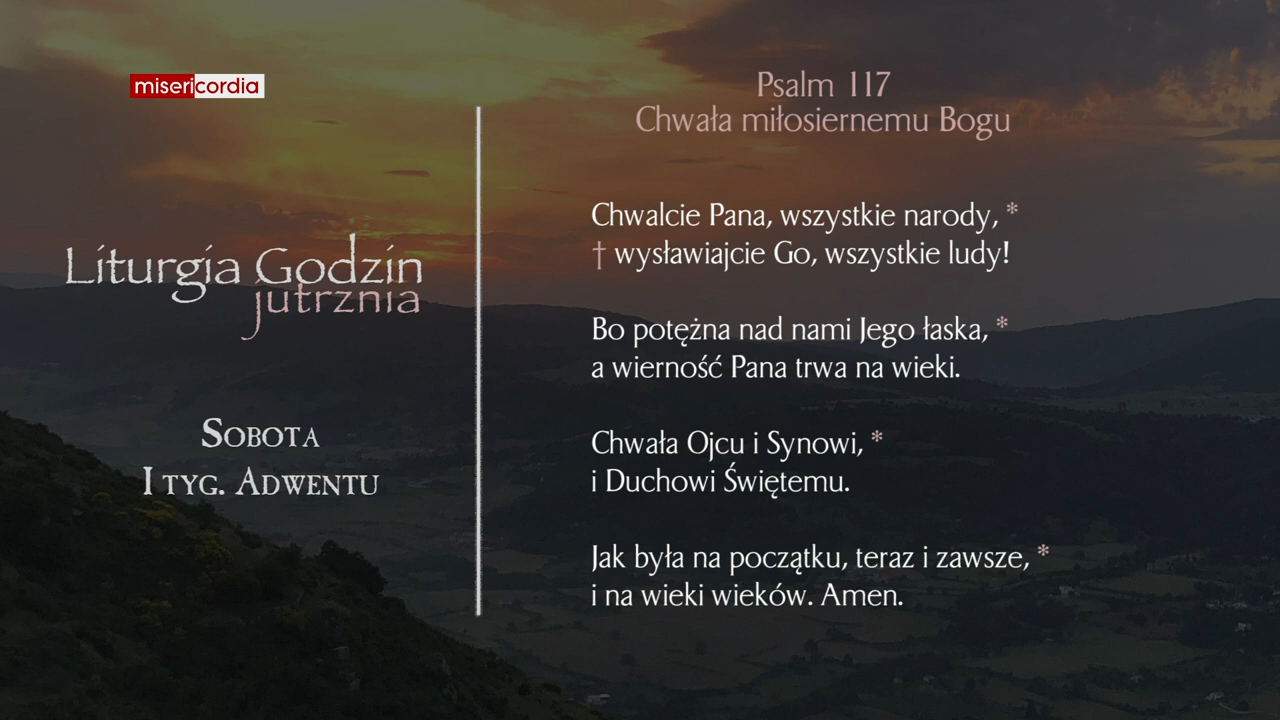 misericordia
Liturgia Godzin
jutrznia
Sobota
I tyg. Adwentu
Psalm 117
Chwała miłosiernemu Bogu
Chwalcie Pana, wszystkie narody, *
† wysławiajcie Go, wszystkie ludy!
Bo potężna nad nami Jego łaska, *
a wierność Pana trwa na wieki.
Chwała Ojcu i Synowi, *
i Duchowi Świętemu.
Jak była na początku, teraz i zawsze, *
i na wieki wieków. Amen.